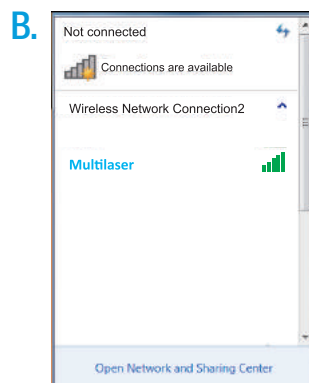 B.
Not connected
Connections are available
Wireless Network Connection2
Multilaser
Open Network and Sharing Center